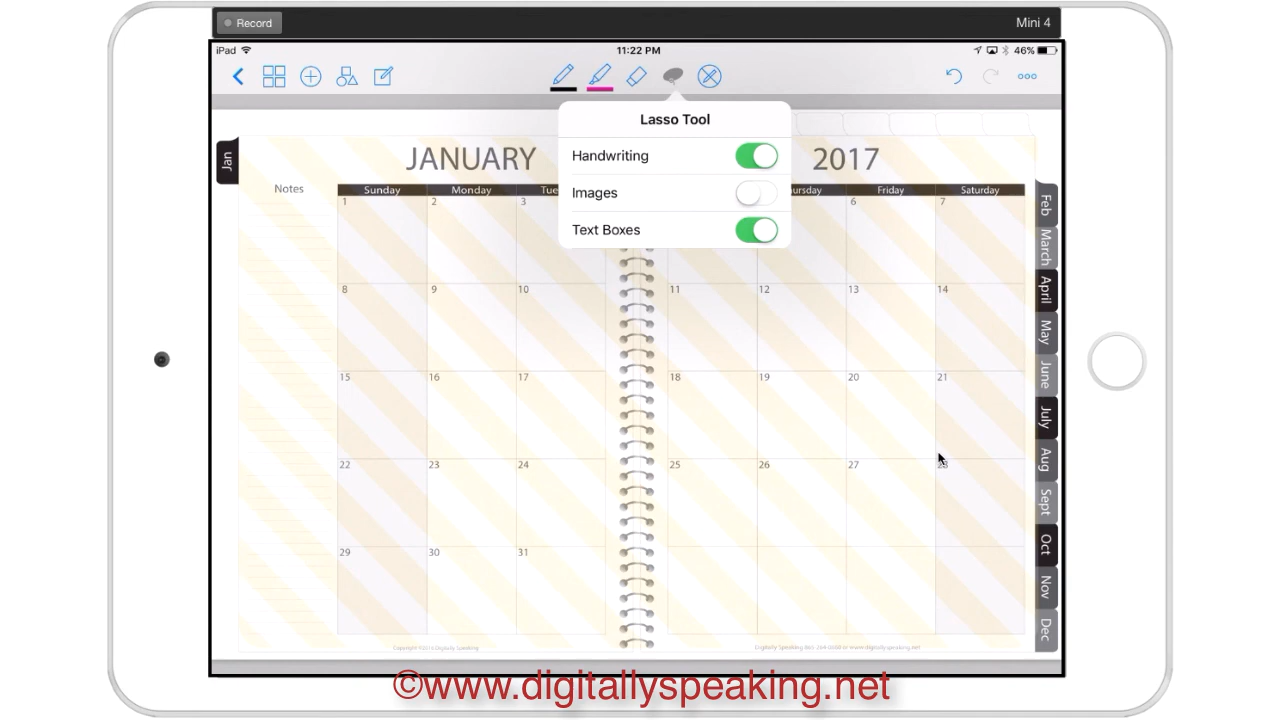 Record
Mini 4
iPad
11:22 PM
46%
Lasso Tool
Handwriting
Images
Text Boxes
Jan
JANUARY
2017
Notes
Sunday Monday Tue ursday Friday Saturday
1 2 3 6 7
8 9 10 11 12 13 14
15 16 17 18 19 20 21
22 23 24 25 26 27 28
29 30 31
Feb
March
April
May
June
July
Aug
Sept
Oct
Nov
Dec
©www.digitallyspeaking.net